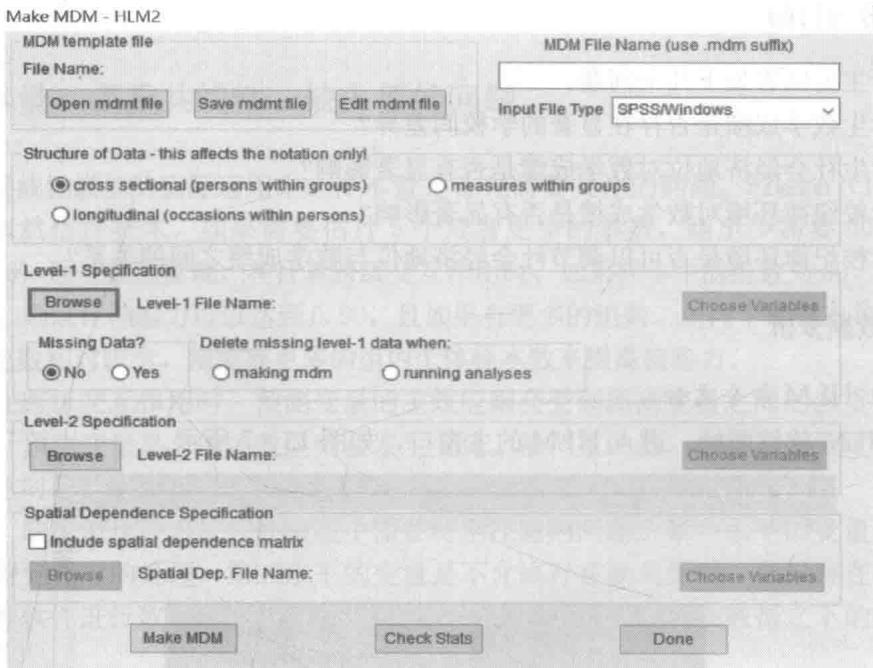 Make MDM - HLM2
MDM template file
File Name:
Open mdmt file Save mdmt file Edit mdmt file
MDM File Name (use .mdm suffix)
Input File Type SPSS/Windows
Structure of Data - this affects the notation only!
cross sectional (persons within groups) measures within groups
longitudinal (occasions within persons)
Level-1 Specification
Browse Level-1 File Name: Choose Variables
Missing Data? Delete missing level-1 data when:
No Yes making mdm running analyses
Level-2 Specification
Browse Level-2 File Name: Choose Variables
Spatial Dependence Specification
Include spatial dependence matrix
Browse Spatial Dep. File Name: Choose Variables
Make MDM Check Stats Done